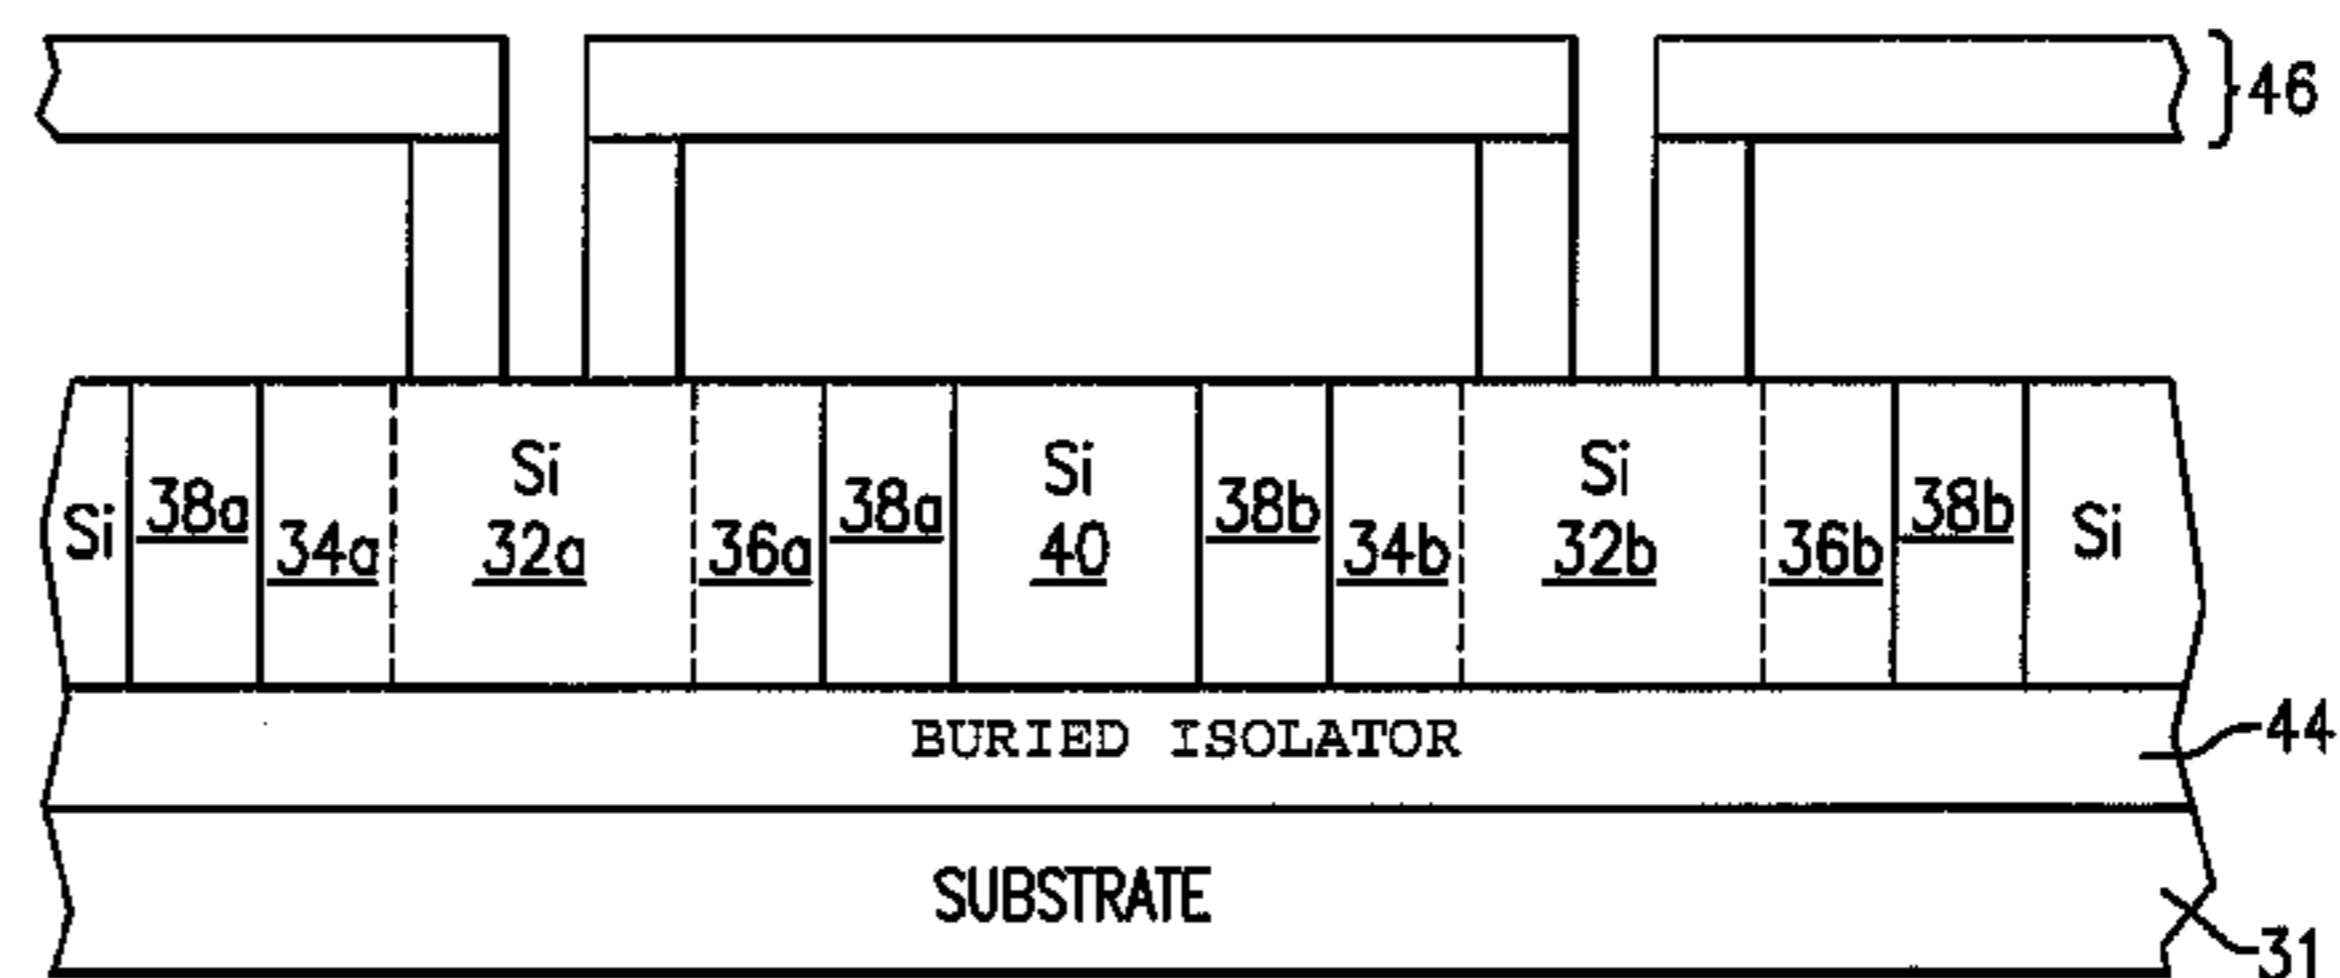 46
Si 38a 34a Si 32a 36a 38a Si 40 38b 34b Si 32b 36b 38b Si
BURIED ISOLATOR
44
SUBSTRATE
31